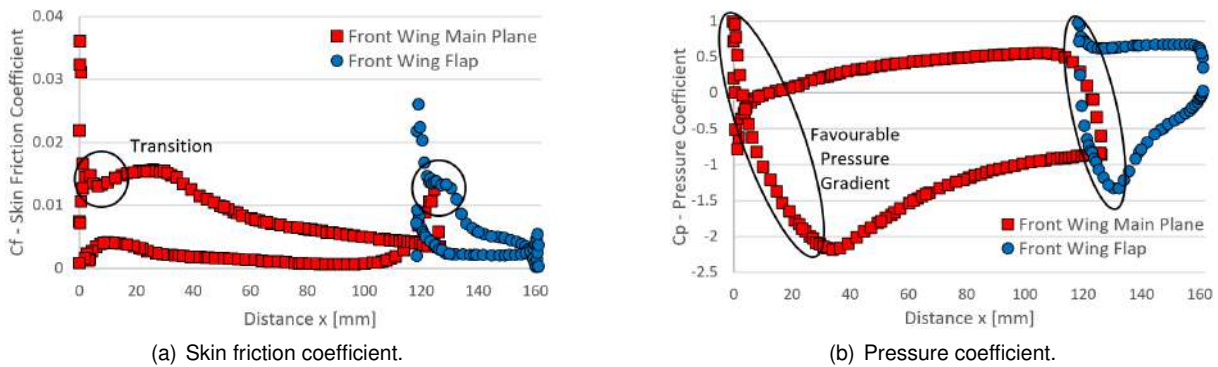 0.04
0.03
0.02
0.01
0
Cf - Skin Friction Coefficient
Front Wing Main Plane
Front Wing Flap
Transition
0 20 40 60 80 100 120 140 160
Distance x [mm]
(a) Skin friction coefficient.
1
0.5
0
-0.5
-1
-1.5
-2
-2.5
Cp - Pressure Coefficient
Favourable
Pressure
Gradient
Front Wing Main Plane
Front Wing Flap
0 20 40 60 80 100 120 140 160
Distance x [mm]
(b) Pressure coefficient.